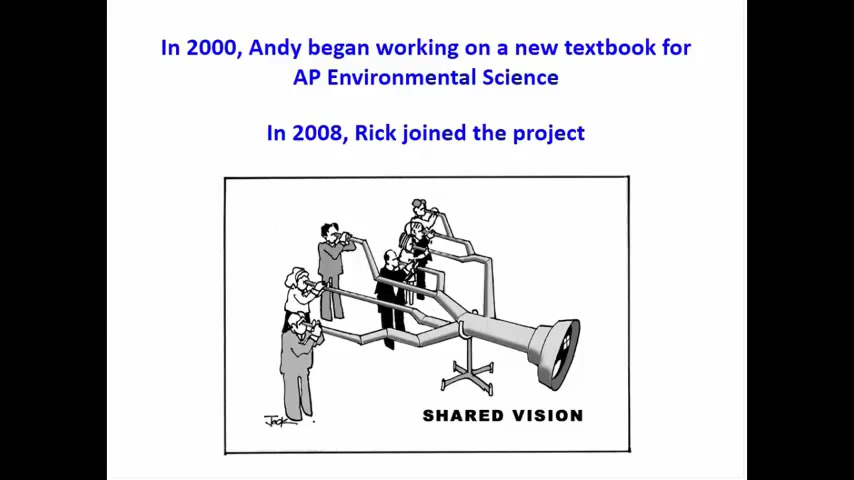 In 2000, Andy began working on a new textbook for
AP Environmental Science
In 2008, Rick joined the project
SHARED VISION
Jack